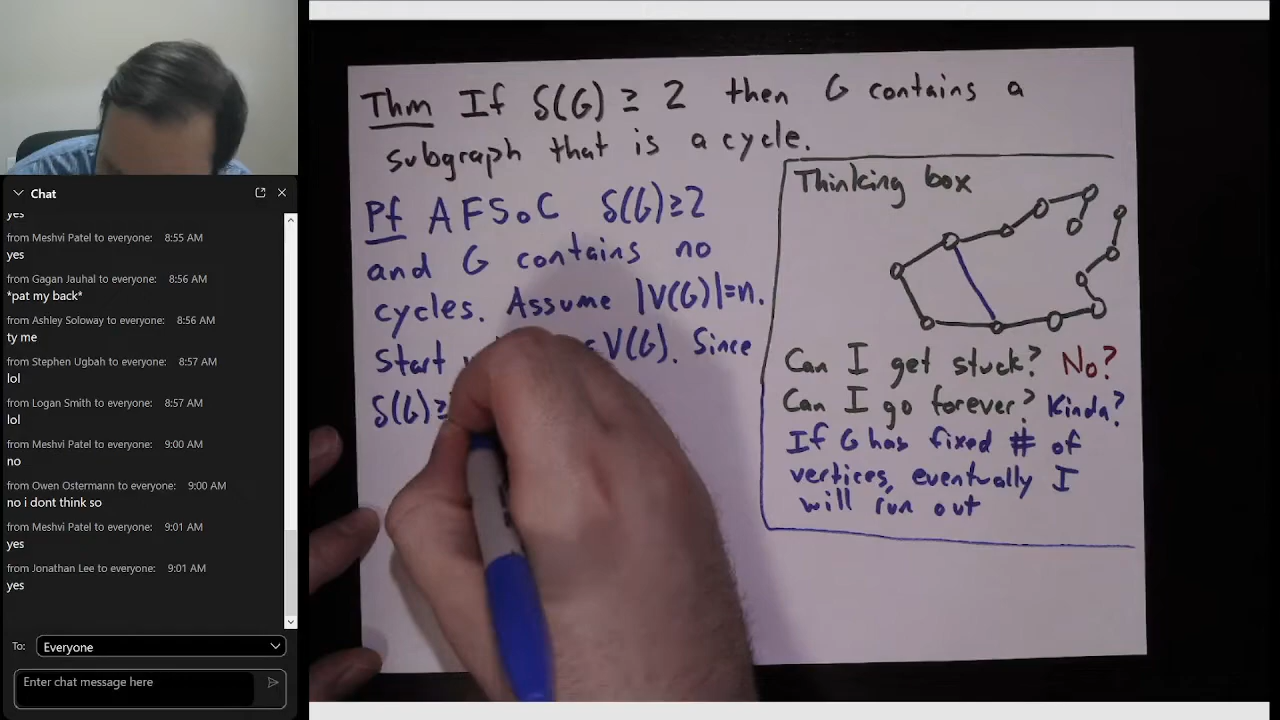 Chat
yes
from Meshvi Patel to everyone: 8:55 AM
yes
from Gagan Jauhal to everyone: 8:56 AM
*pat my back*
from Ashley Soloway to everyone: 8:56 AM
ty me
from Stephen Ugbah to everyone: 8:57 AM
lol
from Logan Smith to everyone: 8:57 AM
lol
from Meshvi Patel to everyone: 9:00 AM
no
from Owen Ostermann to everyone: 9:00 AM
no i dont think so
from Meshvi Patel to everyone: 9:01 AM
yes
from Jonathan Lee to everyone: 9:01 AM
yes
To: Everyone
Enter chat message here
Thm If δ(G) ≥ 2 then G contains a
subgraph that is a cycle.
Pf AFSoC δ(G)≥2
and G contains no
cycles. Assume |V(G)|=n.
Start V(G). Since
δ(G)≥
Thinking box
Can I get stuck? No?
Can I go forever? Kinda?
If G has fixed # of
vertices, eventually I
will run out